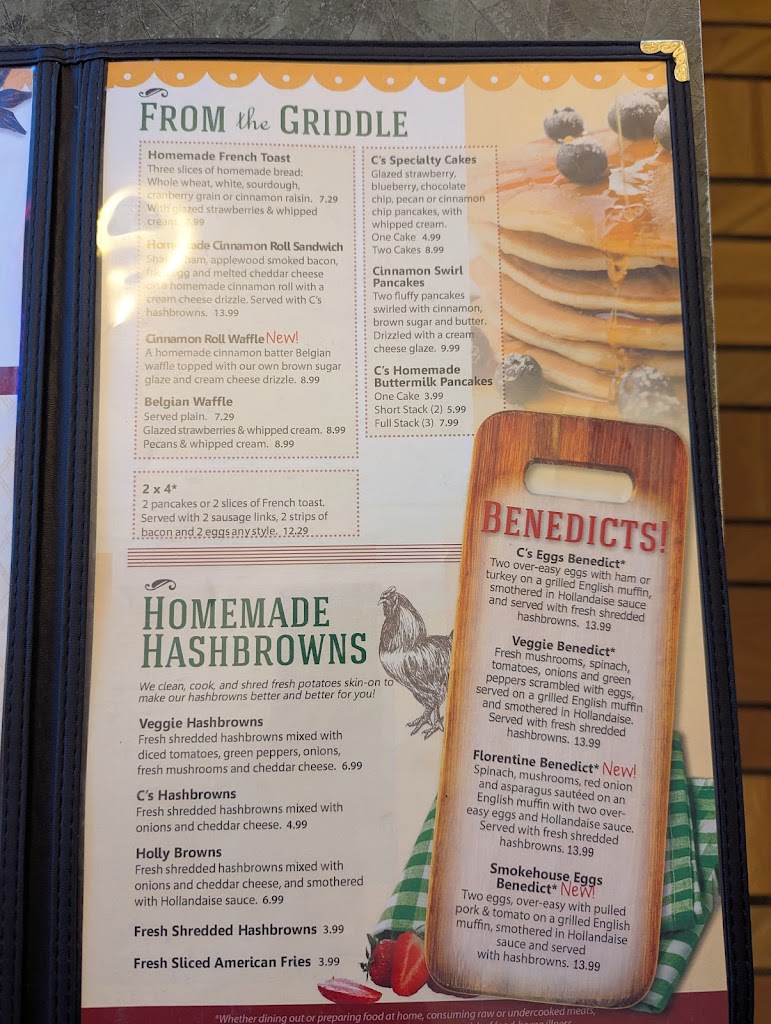 FROM the GRIDDLE
Homemade French Toast
Three slices of homemade bread:
Whole wheat, white, sourdough,
cranberry grain or cinnamon raisin. 7.29
With glazed strawberries & whipped
cream.
Homemade Cinnamon Roll Sandwich
ham, applewood smoked bacon,
egg and melted cheddar cheese
on a homemade cinnamon roll with a
cream cheese drizzle. Served with C's
hashbrowns. 13.99
Cinnamon Roll Waffle New!
A homemade cinnamon batter Belgian
waffle topped with our own brown sugar
glaze and cream cheese drizzle. 8.99
Belgian Waffle
Served plain. 7.29
Glazed strawberries & whipped cream. 8.99
Pecans & whipped cream. 8.99
2 x 4*
2 pancakes or 2 slices of French toast.
Served with 2 sausage links, 2 strips of
bacon and 2 eggs any style. 12.29
C's Specialty Cakes
Glazed strawberry,
blueberry, chocolate
chip, pecan or cinnamon
chip pancakes, with
whipped cream.
One Cake 4.99
Two Cakes 8.99
Cinnamon Swirl
Pancakes
Two fluffy pancakes
swirled with cinnamon,
brown sugar and butter.
Drizzled with a cream
cheese glaze. 9.99
C's Homemade
Buttermilk Pancakes
One Cake 3.99
Short Stack (2) 5.99
Full Stack (3) 7.99
HOMEMADE
HASHBROWNS
We clean, cook, and shred fresh potatoes skin-on to
make our hashbrowns better and better for you!
Veggie Hashbrowns
Fresh shredded hashbrowns mixed with
diced tomatoes, green peppers, onions,
fresh mushrooms and cheddar cheese. 6.99
C's Hashbrowns
Fresh shredded hashbrowns mixed with
onions and cheddar cheese. 4.99
Holly Browns
Fresh shredded hashbrowns mixed with
onions and cheddar cheese, and smothered
with Hollandaise sauce. 6.99
Fresh Shredded Hashbrowns 3.99
Fresh Sliced American Fries 3.99
BENEDICTS!
C's Eggs Benedict*
Two over-easy eggs with ham or
turkey on a grilled English muffin,
smothered in Hollandaise sauce
and served with fresh shredded
hashbrowns. 13.99
Veggie Benedict*
Fresh mushrooms, spinach,
tomatoes, onions and green
peppers scrambled with eggs,
served on a grilled English muffin
and smothered in Hollandaise.
Served with fresh shredded
hashbrowns. 13.99
Florentine Benedict* New!
Spinach, mushrooms, red onion
and asparagus sautéed on an
English muffin with two over-
easy eggs and Hollandaise sauce.
Served with fresh shredded
hashbrowns. 13.99
Smokehouse Eggs
Benedict* New!
Two eggs, over-easy with pulled
pork & tomato on a grilled English
muffin, smothered in Hollandaise
sauce and served
with hashbrowns. 13.99
*Whether dining out or preparing food at home, consuming raw or undercooked meats,